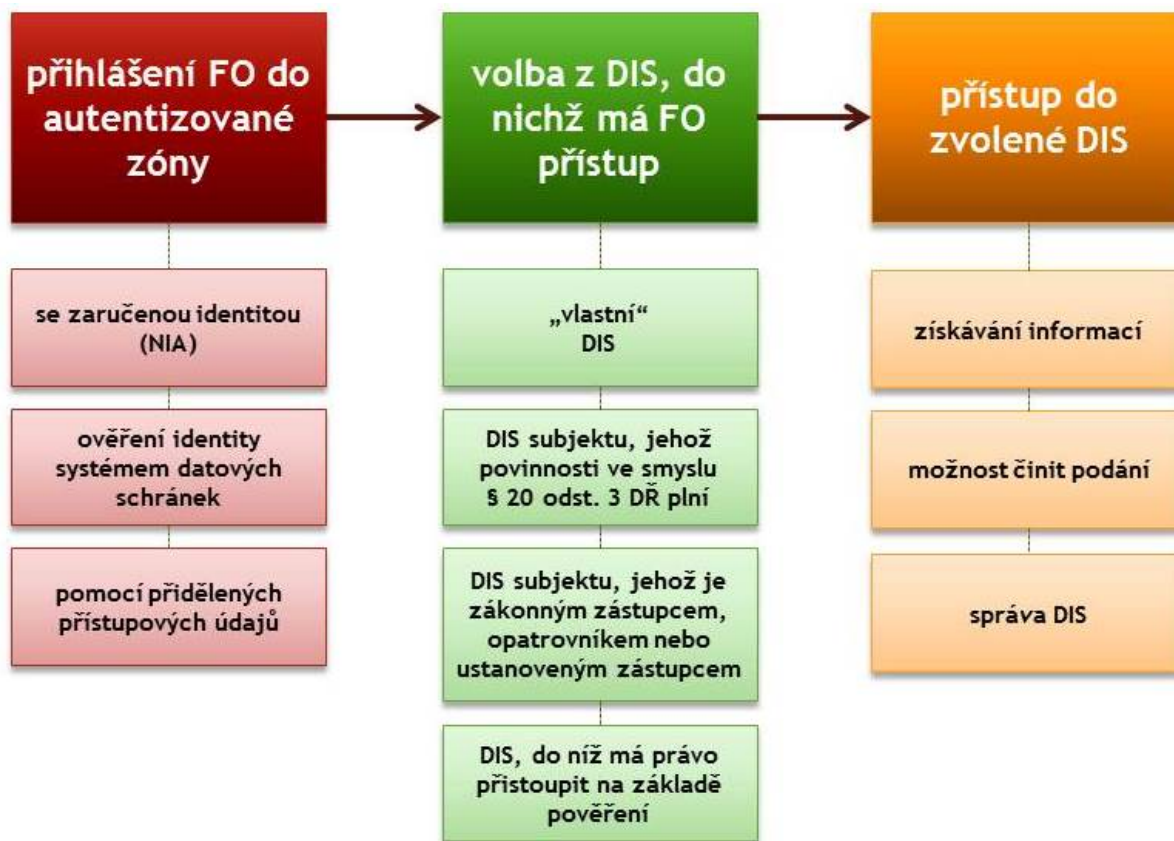 přihlášení FO do
autentizované
zóny
se zaručenou identitou
(NIA)
ověření identity
systémem datových
schránek
pomocí přidělených
přístupových údajů
volba z DIS, do
nichž má FO
přístup
„vlastní“
DIS
DIS subjektu, jehož
povinnosti ve smyslu
§ 20 odst. 3 DŘ plní
DIS subjektu, jehož je
zákonným zástupcem,
opatrovníkem nebo
ustanoveným zástupcem
DIS, do níž má právo
přistoupit na základě
pověření
přístup do
zvolené DIS
získávání informací
možnost činit podání
správa DIS